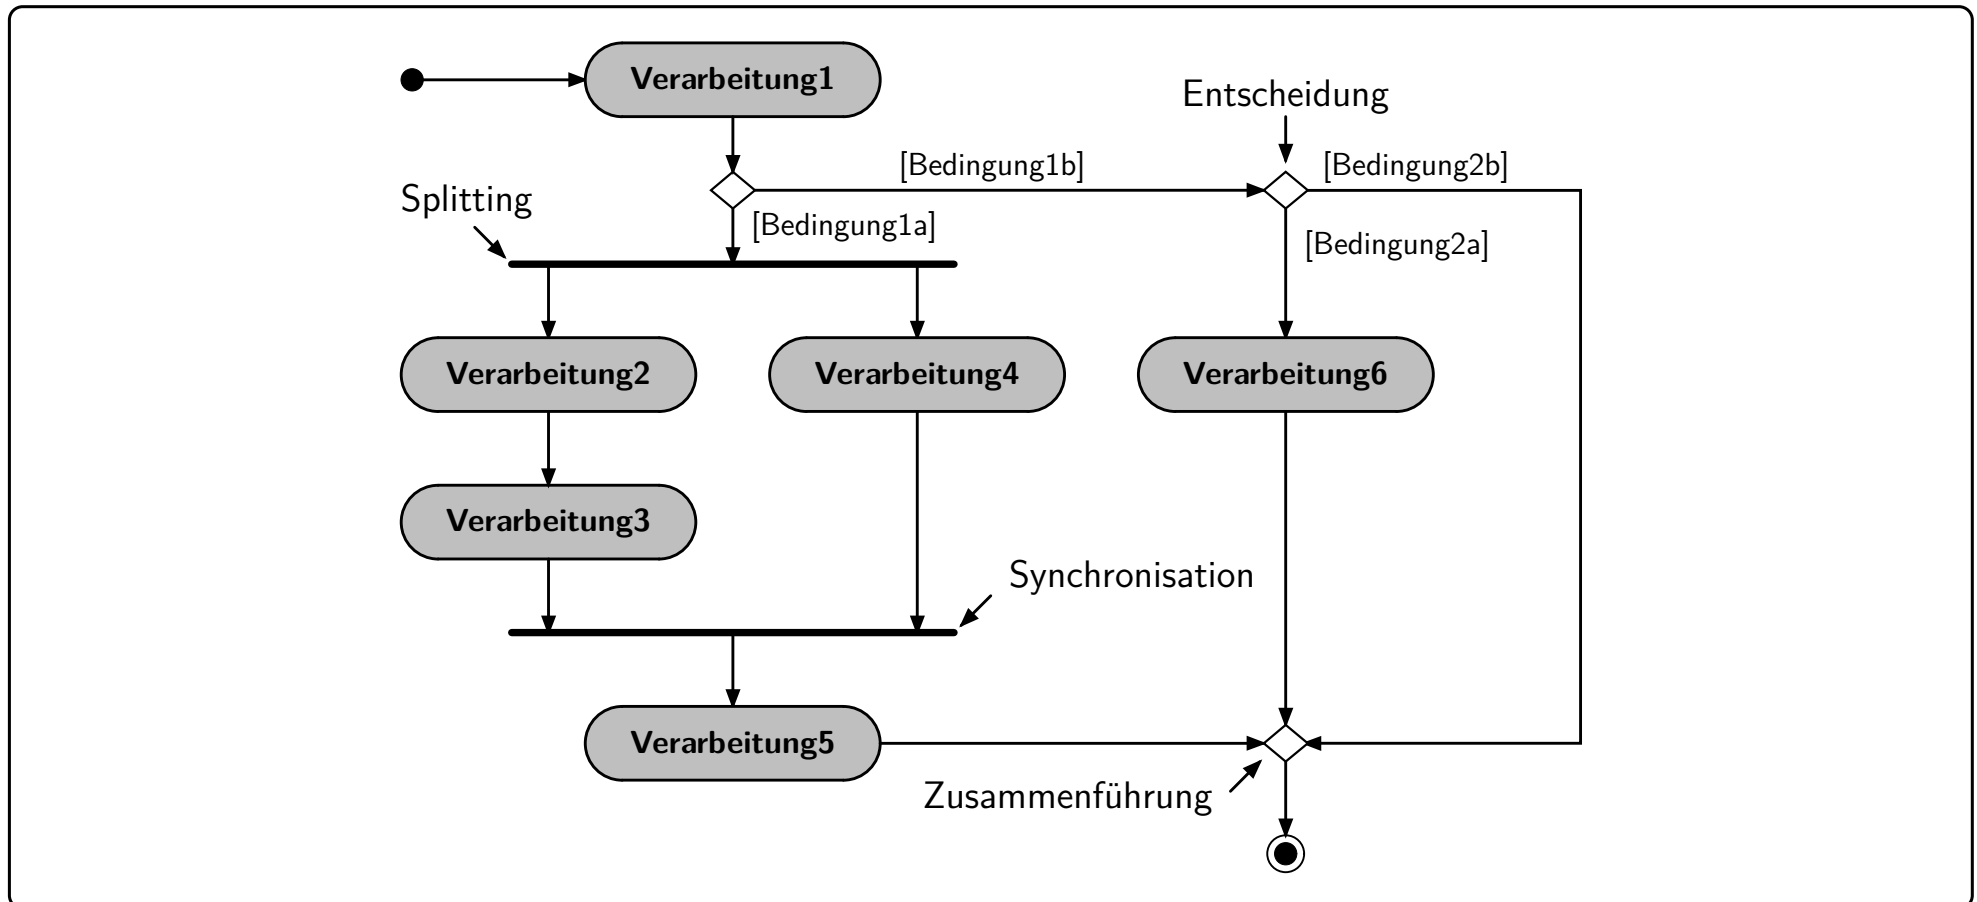 Verarbeitung1
Entscheidung
[Bedingung1b]
[Bedingung2b]
Splitting
[Bedingung1a]
[Bedingung2a]
Verarbeitung2
Verarbeitung4
Verarbeitung6
Verarbeitung3
Synchronisation
Verarbeitung5
Zusammenführung